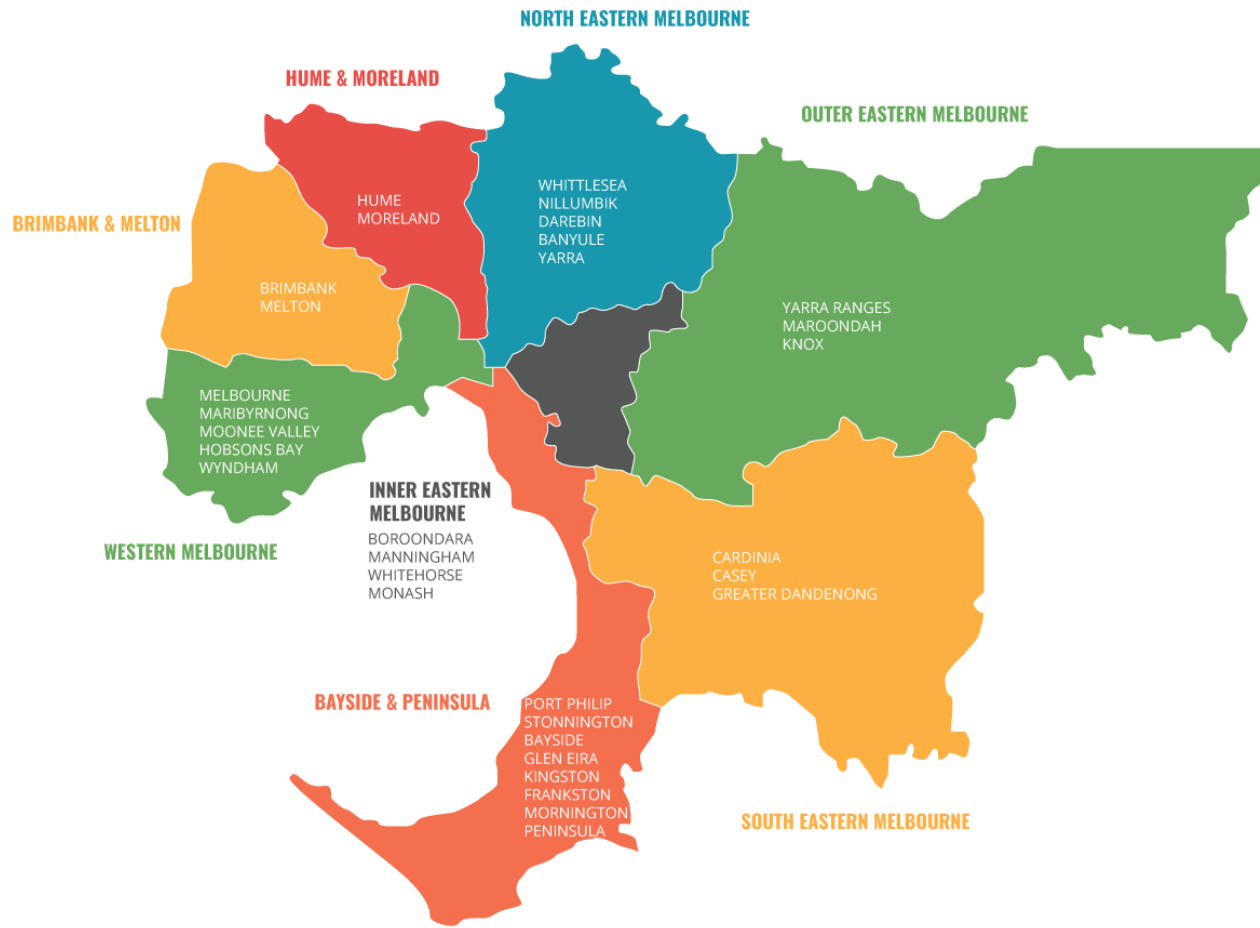 NORTH EASTERN MELBOURNE
HUME & MORELAND
OUTER EASTERN MELBOURNE
WHITTLESEA
NILLUMBIK
DAREBIN
BANYULE
YARRA
HUME
MORELAND
BRIMBANK & MELTON
BRIMBANK
MELTON
YARRA RANGES
MAROONDAH
KNOX
MELBOURNE
MARIBYRNONG
MOONEE VALLEY
HOBSONS BAY
WYNDHAM
INNER EASTERN
MELBOURNE
BOROONDARA
MANNINGHAM
WHITEHORSE
MONASH
WESTERN MELBOURNE
CARDINIA
CASEY
GREATER DANDENONG
BAYSIDE & PENINSULA
PORT PHILIP
STONNINGTON
BAYSIDE
GLEN EIRA
KINGSTON
FRANKSTON
MORNINGTON
PENINSULA
SOUTH EASTERN MELBOURNE